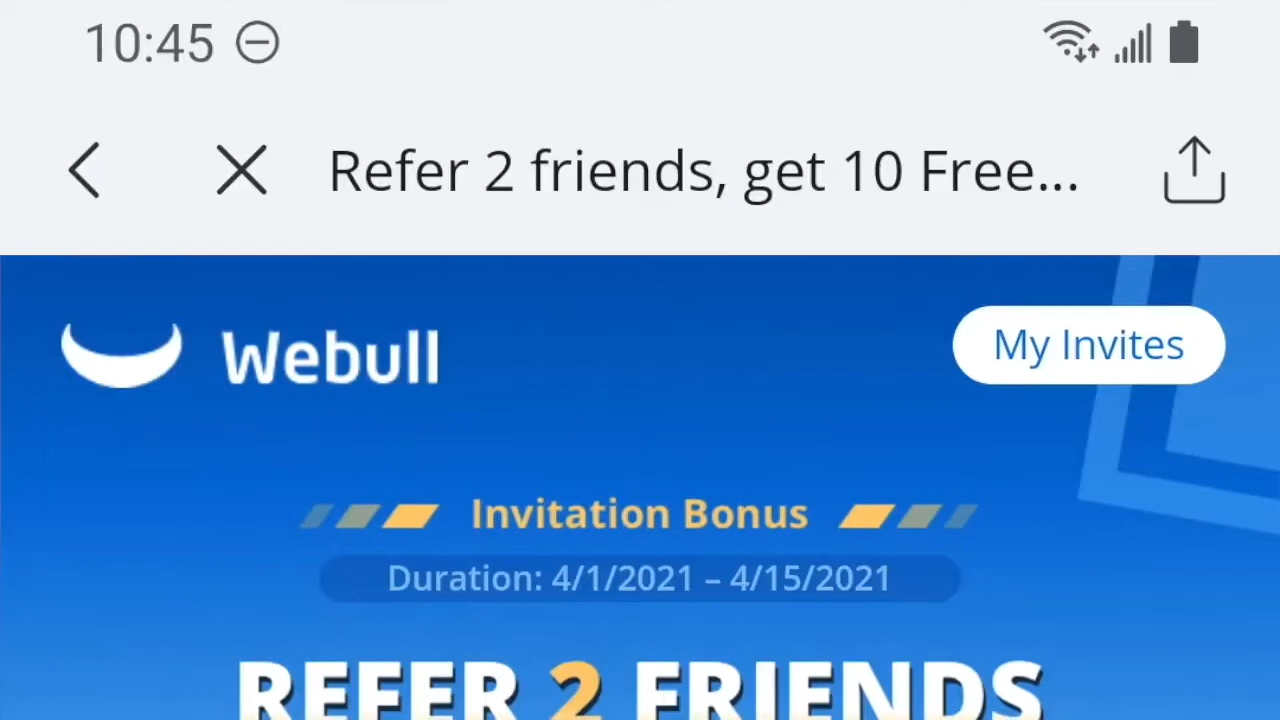 10:45
Refer 2 friends, get 10 Free...
Webull
My Invites
Invitation Bonus
Duration: 4/1/2021 – 4/15/2021
REFER 2 FRIENDS